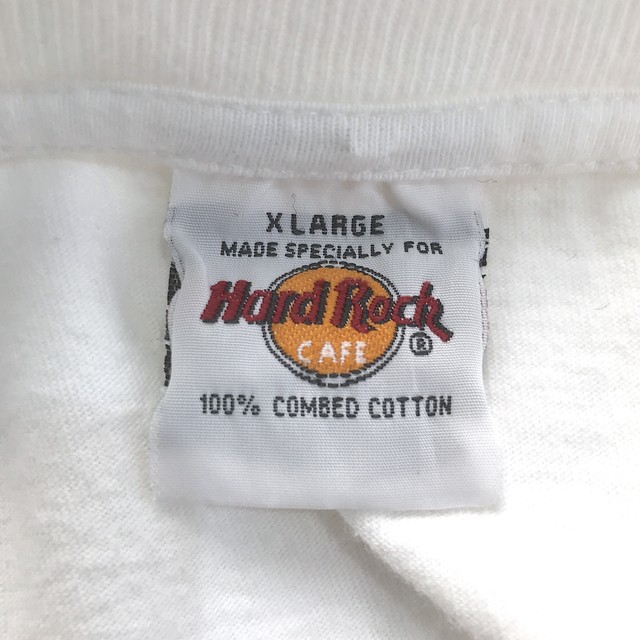 X LARGE
MADE SPECIALLY FOR
Hard Rock
CAFE ®
100% COMBED COTTON